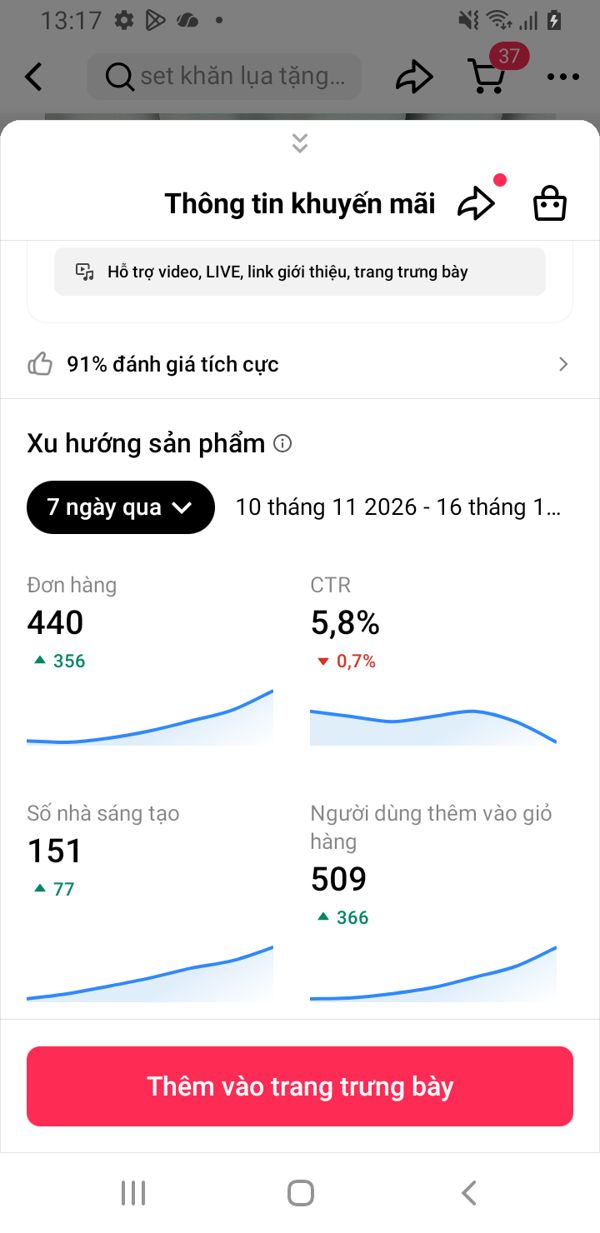 13:17
set khăn lụa tặng...
37
Thông tin khuyến mãi
Hỗ trợ video, LIVE, link giới thiệu, trang trưng bày
91% đánh giá tích cực
Xu hướng sản phẩm
7 ngày qua
10 tháng 11 2026 - 16 tháng 1...
Đơn hàng
440
356
CTR
5,8%
0,7%
Số nhà sáng tạo
151
77
Người dùng thêm vào giỏ
hàng
509
366
Thêm vào trang trưng bày